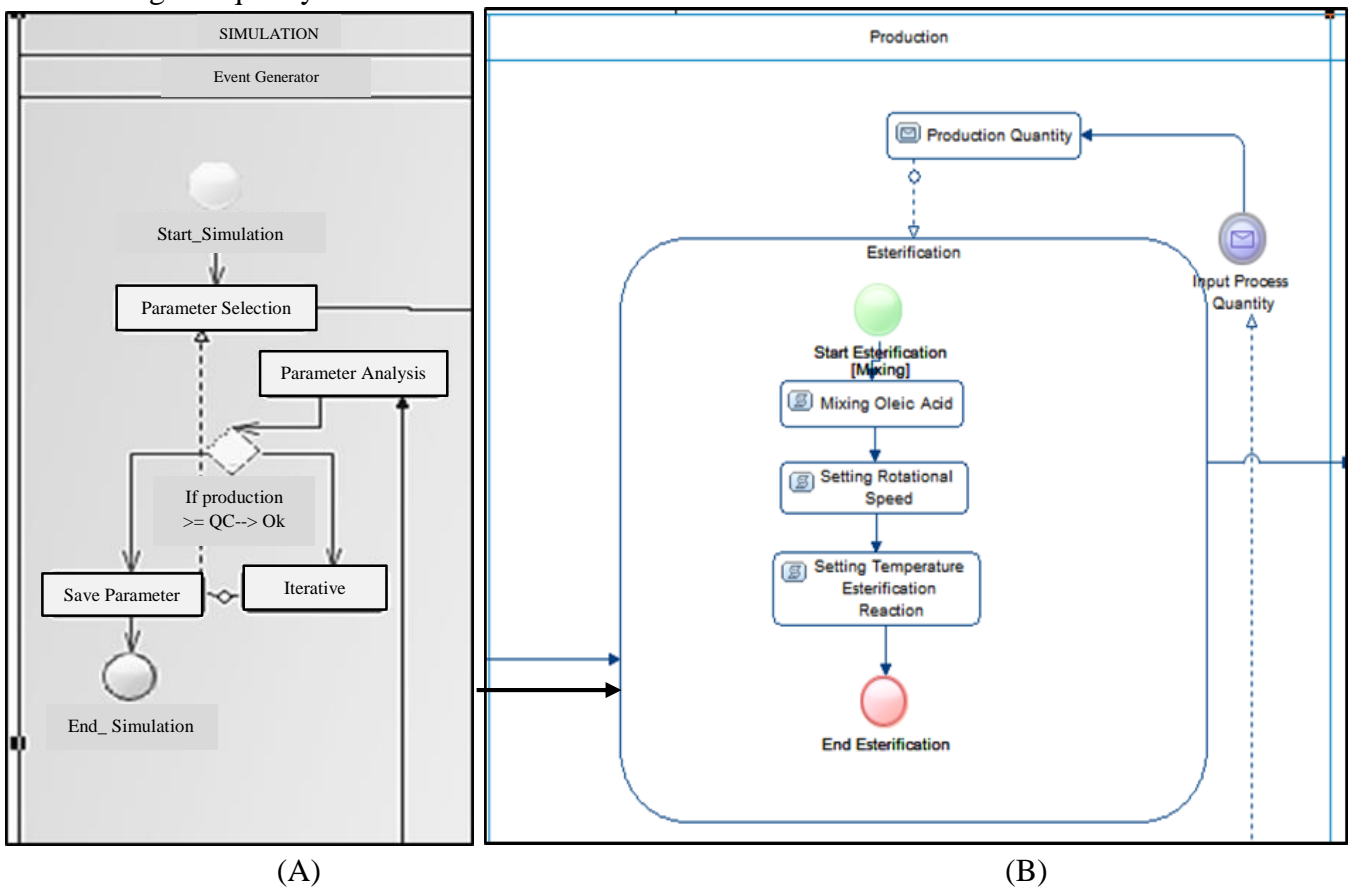 SIMULATION
Event Generator
Start_Simulation
Parameter Selection
Parameter Analysis
If production
>= QC--> Ok
Save Parameter
Iterative
End_ Simulation
(A)
Production
Production Quantity
Esterification
Input Process
Quantity
Start Esterification
[Mixing]
Mixing Oleic Acid
Setting Rotational
Speed
Setting Temperature
Esterification
Reaction
End Esterification
(B)